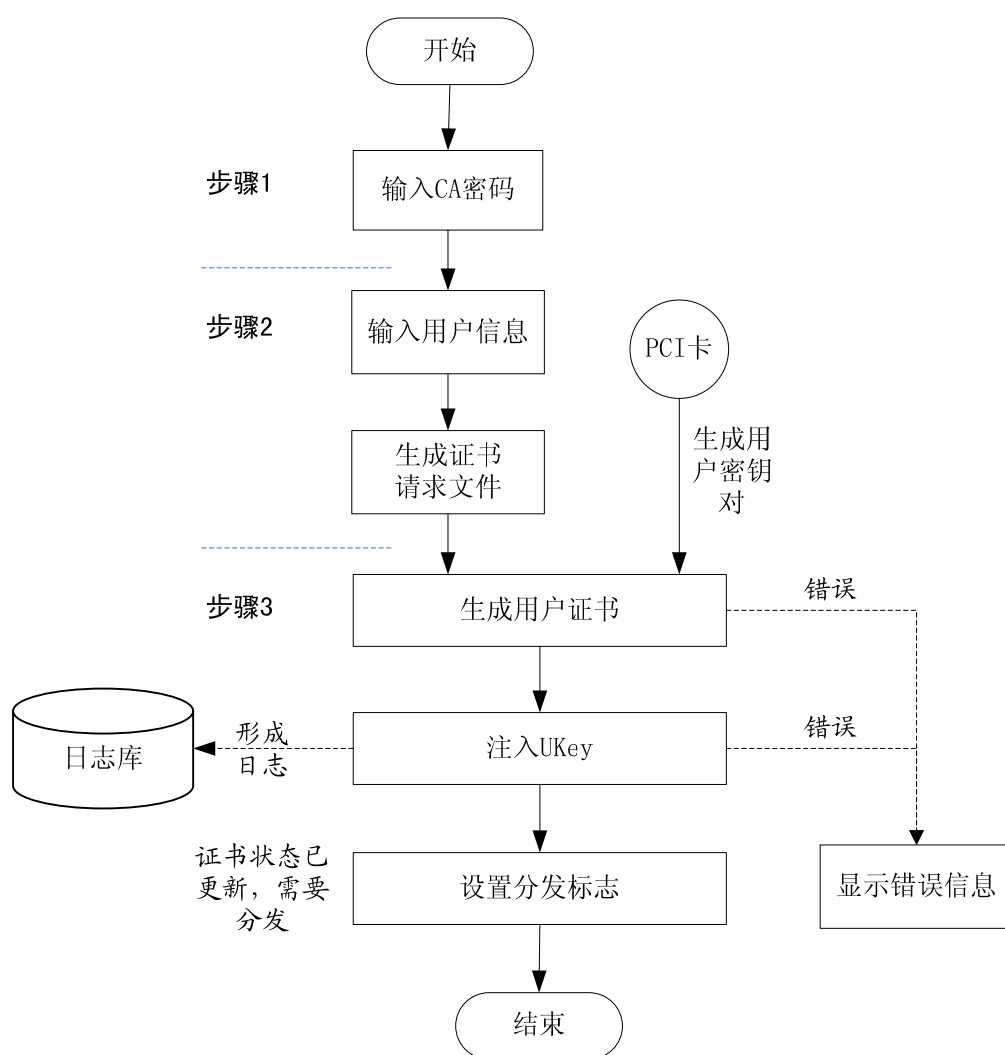 开始
步骤1
输入CA密码
步骤2
输入用户信息
PCI卡
生成证书
请求文件
生成用
户密钥
对
步骤3
生成用户证书
错误
日志库
形成
日志
注入UKey
错误
证书状态已
更新，需要
分发
设置分发标志
显示错误信息
结束